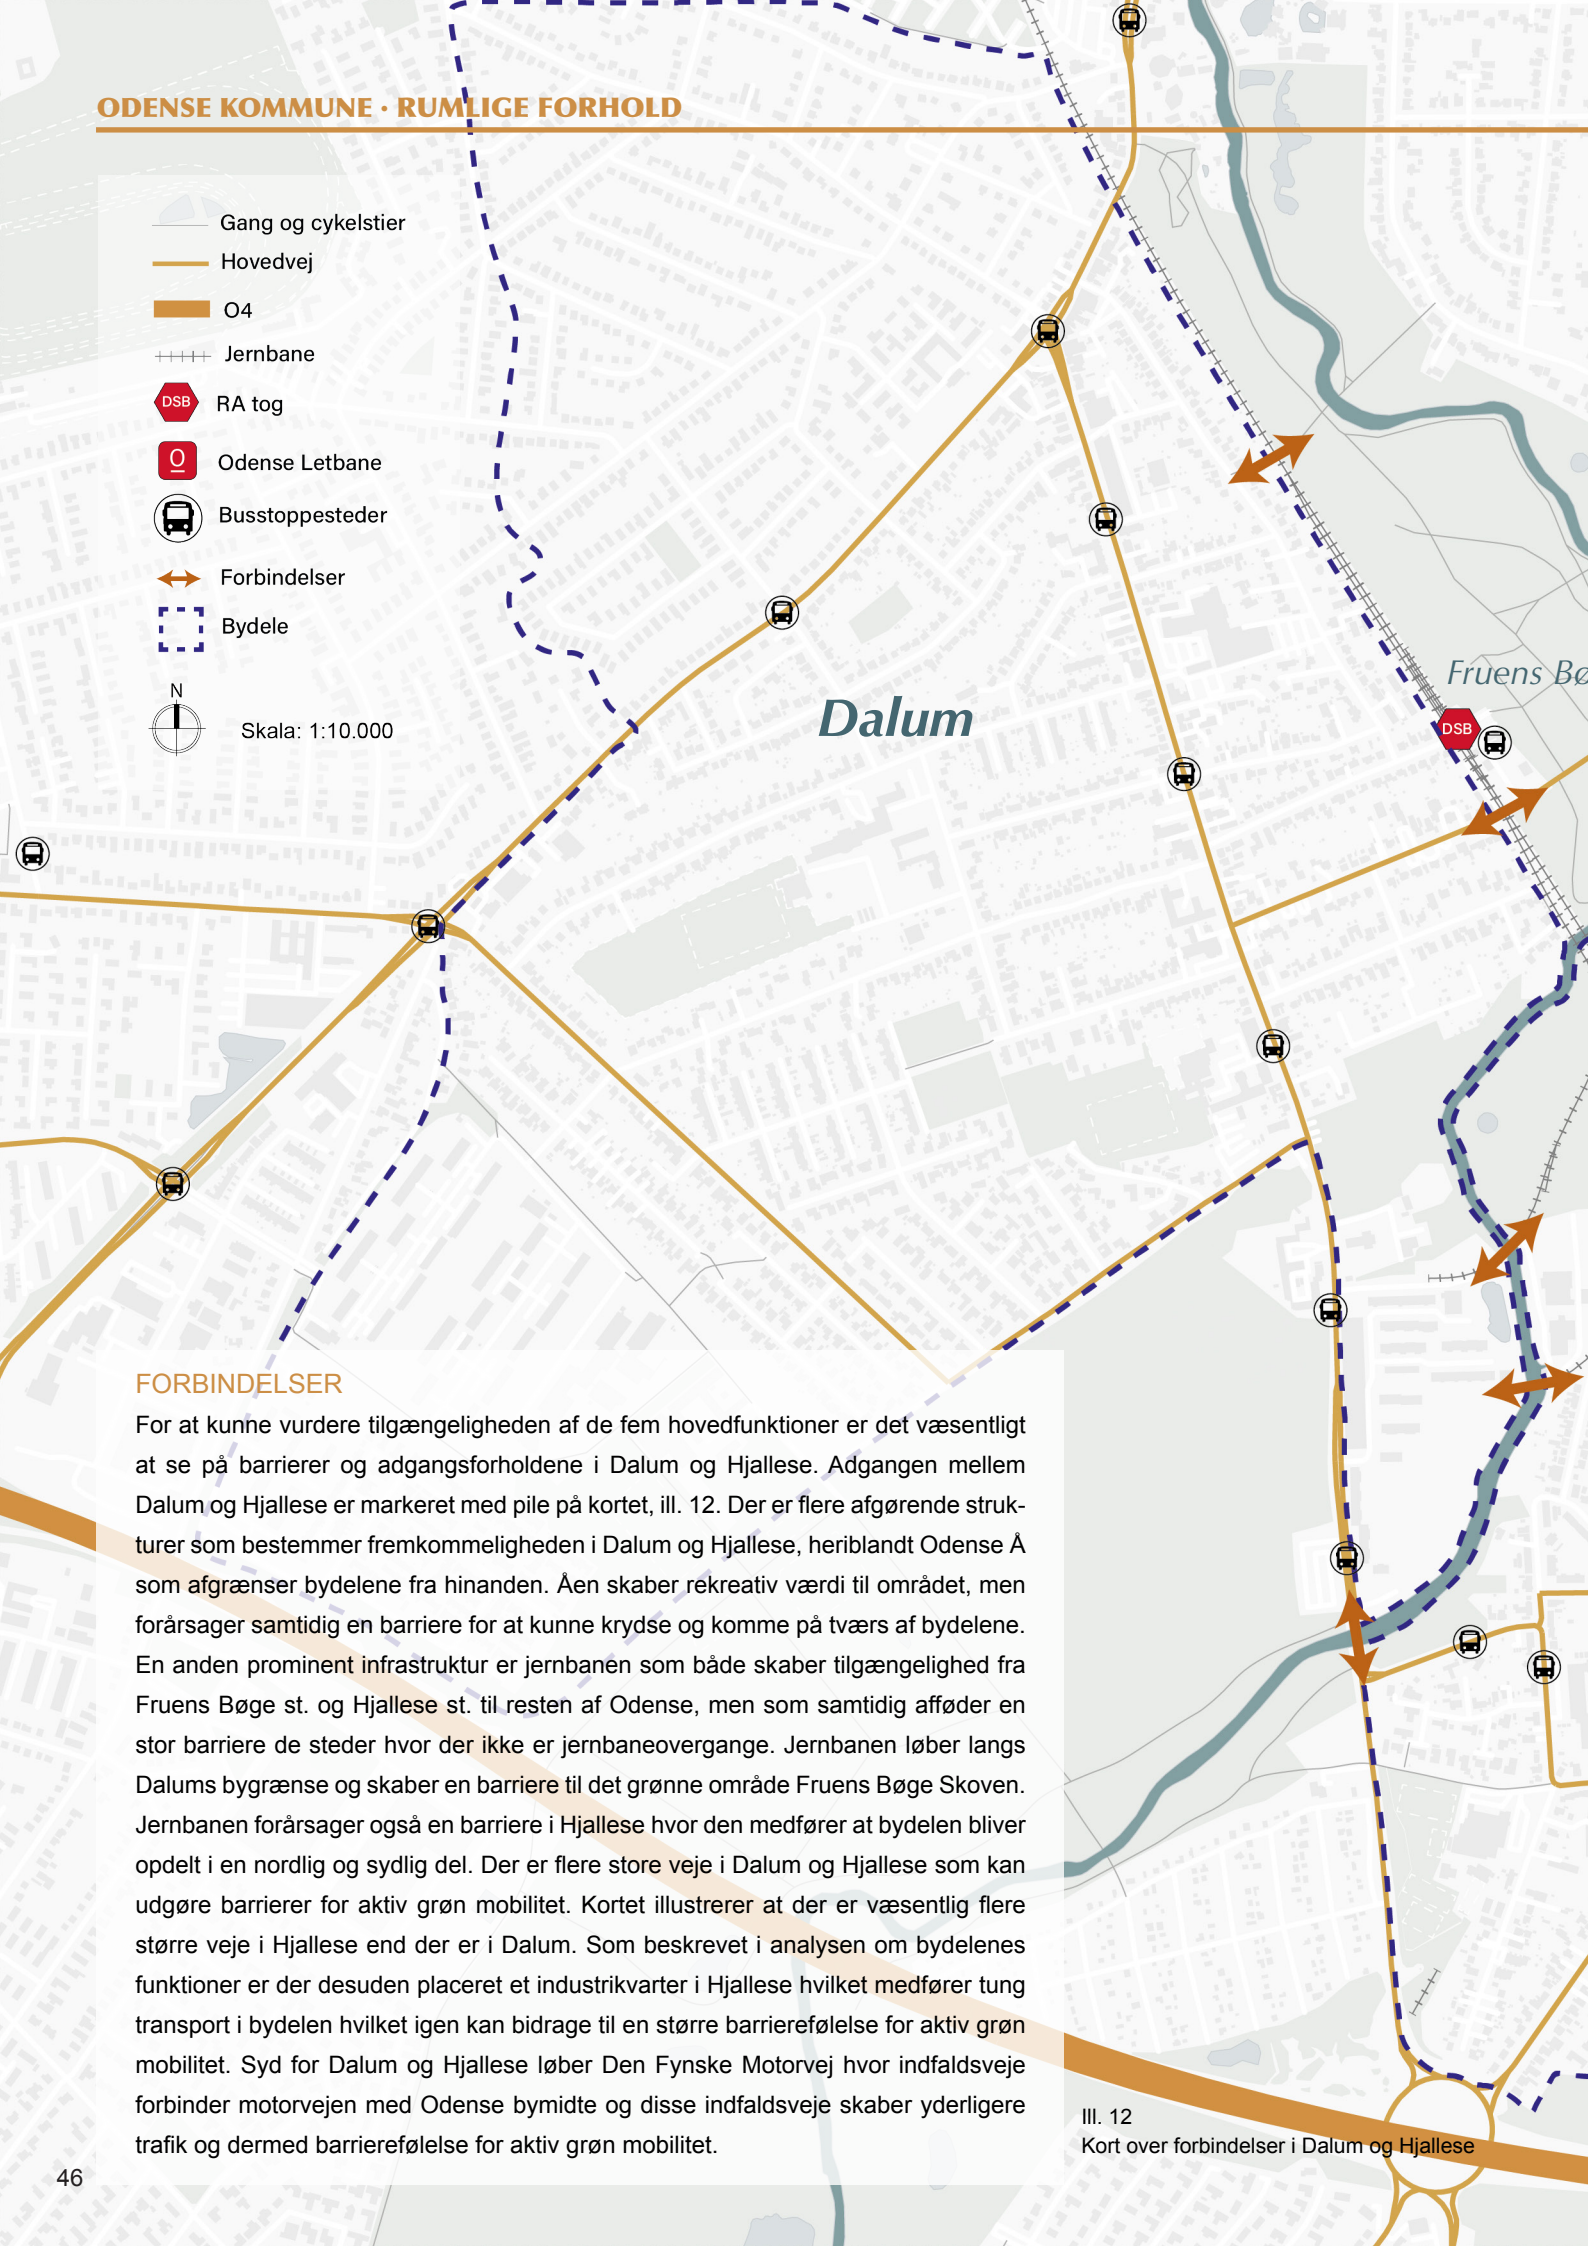 ODENSE KOMMUNE · RUMLIGE FORHOLD
Gang og cykelstier
Hovedvej
O4
Jernbane
DSB RA tog
O Odense Letbane
Busstoppesteder
Forbindelser
Bydele
N
Skala: 1:10.000
Dalum
Fruens Bø
DSB
FORBINDELSER
For at kunne vurdere tilgængeligheden af de fem hovedfunktioner er det væsentligt
at se på barrierer og adgangsforholdene i Dalum og Hjallese. Adgangen mellem
Dalum og Hjallese er markeret med pile på kortet, ill. 12. Der er flere afgørende struk-
turer som bestemmer fremkommeligheden i Dalum og Hjallese, heriblandt Odense Å
som afgrænser bydelene fra hinanden. Åen skaber rekreativ værdi til området, men
forårsager samtidig en barriere for at kunne krydse og komme på tværs af bydelene.
En anden prominent infrastruktur er jernbanen som både skaber tilgængelighed fra
Fruens Bøge st. og Hjallese st. til resten af Odense, men som samtidig afføder en
stor barriere de steder hvor der ikke er jernbaneovergange. Jernbanen løber langs
Dalums bygrænse og skaber en barriere til det grønne område Fruens Bøge Skoven.
Jernbanen forårsager også en barriere i Hjallese hvor den medfører at bydelen bliver
opdelt i en nordlig og sydlig del. Der er flere store veje i Dalum og Hjallese som kan
udgøre barrierer for aktiv grøn mobilitet. Kortet illustrerer at der er væsentlig flere
større veje i Hjallese end der er i Dalum. Som beskrevet i analysen om bydelenes
funktioner er der desuden placeret et industrikvarter i Hjallese hvilket medfører tung
transport i bydelen hvilket igen kan bidrage til en større barrierefølelse for aktiv grøn
mobilitet. Syd for Dalum og Hjallese løber Den Fynske Motorvej hvor indfaldsveje
forbinder motorvejen med Odense bymidte og disse indfaldsveje skaber yderligere
trafik og dermed barrierefølelse for aktiv grøn mobilitet.
Ill. 12
Kort over forbindelser i Dalum og Hjallese
46